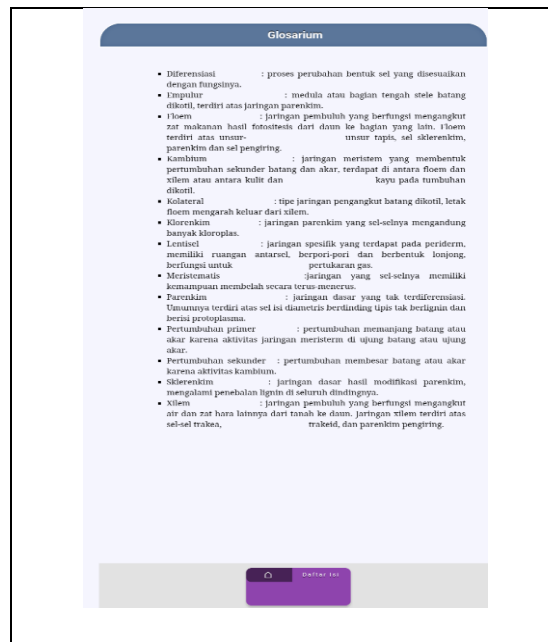 Glosarium
▪ Diferensiasi : proses perubahan bentuk sel yang disesuaikan
dengan fungsinya.
▪ Empulur : medula atau bagian tengah stele batang
dikotil, terdiri atas jaringan parenkim.
▪ Floem : jaringan pembuluh yang berfungsi mengangkut
zat makanan hasil fotositesis dari daun ke bagian yang lain. Floem
terdiri atas unsur- unsur tapis, sel sklerenkim,
parenkim dan sel pengiring.
▪ Kambium : jaringan meristem yang membentuk
pertumbuhan sekunder batang dan akar, terdapat di antara floem dan
xilem atau antara kulit dan kayu pada tumbuhan
dikotil.
▪ Kolateral : tipe jaringan pengangkut batang dikotil, letak
floem mengarah keluar dari xilem.
▪ Klorenkim : jaringan parenkim yang sel-selnya mengandung
banyak kloroplas.
▪ Lentisel : jaringan spesifik yang terdapat pada periderm,
memiliki ruangan antarsel, berpori-pori dan berbentuk lonjong,
berfungsi untuk pertukaran gas.
▪ Meristematis :jaringan yang sel-selnya memiliki
kemampuan membelah secara terus-menerus.
▪ Parenkim : jaringan dasar yang tak terdiferensiasi.
Umumnya terdiri atas sel isi diametris berdinding tipis tak berlignin dan
berisi protoplasma.
▪ Pertumbuhan primer : pertumbuhan memanjang batang atau
akar karena aktivitas jaringan meristerm di ujung batang atau ujung
akar.
▪ Pertumbuhan sekunder : pertumbuhan membesar batang atau akar
karena aktivitas kambium.
▪ Sklerenkim : jaringan dasar hasil modifikasi parenkim,
mengalami penebalan lignin di seluruh dindingnya.
▪ Xilem : jaringan pembuluh yang berfungsi mengangkut
air dan zat hara lainnya dari tanah ke daun. Jaringan xilem terdiri atas
sel-sel trakea, trakeid, dan parenkim pengiring.
Daftar Isi